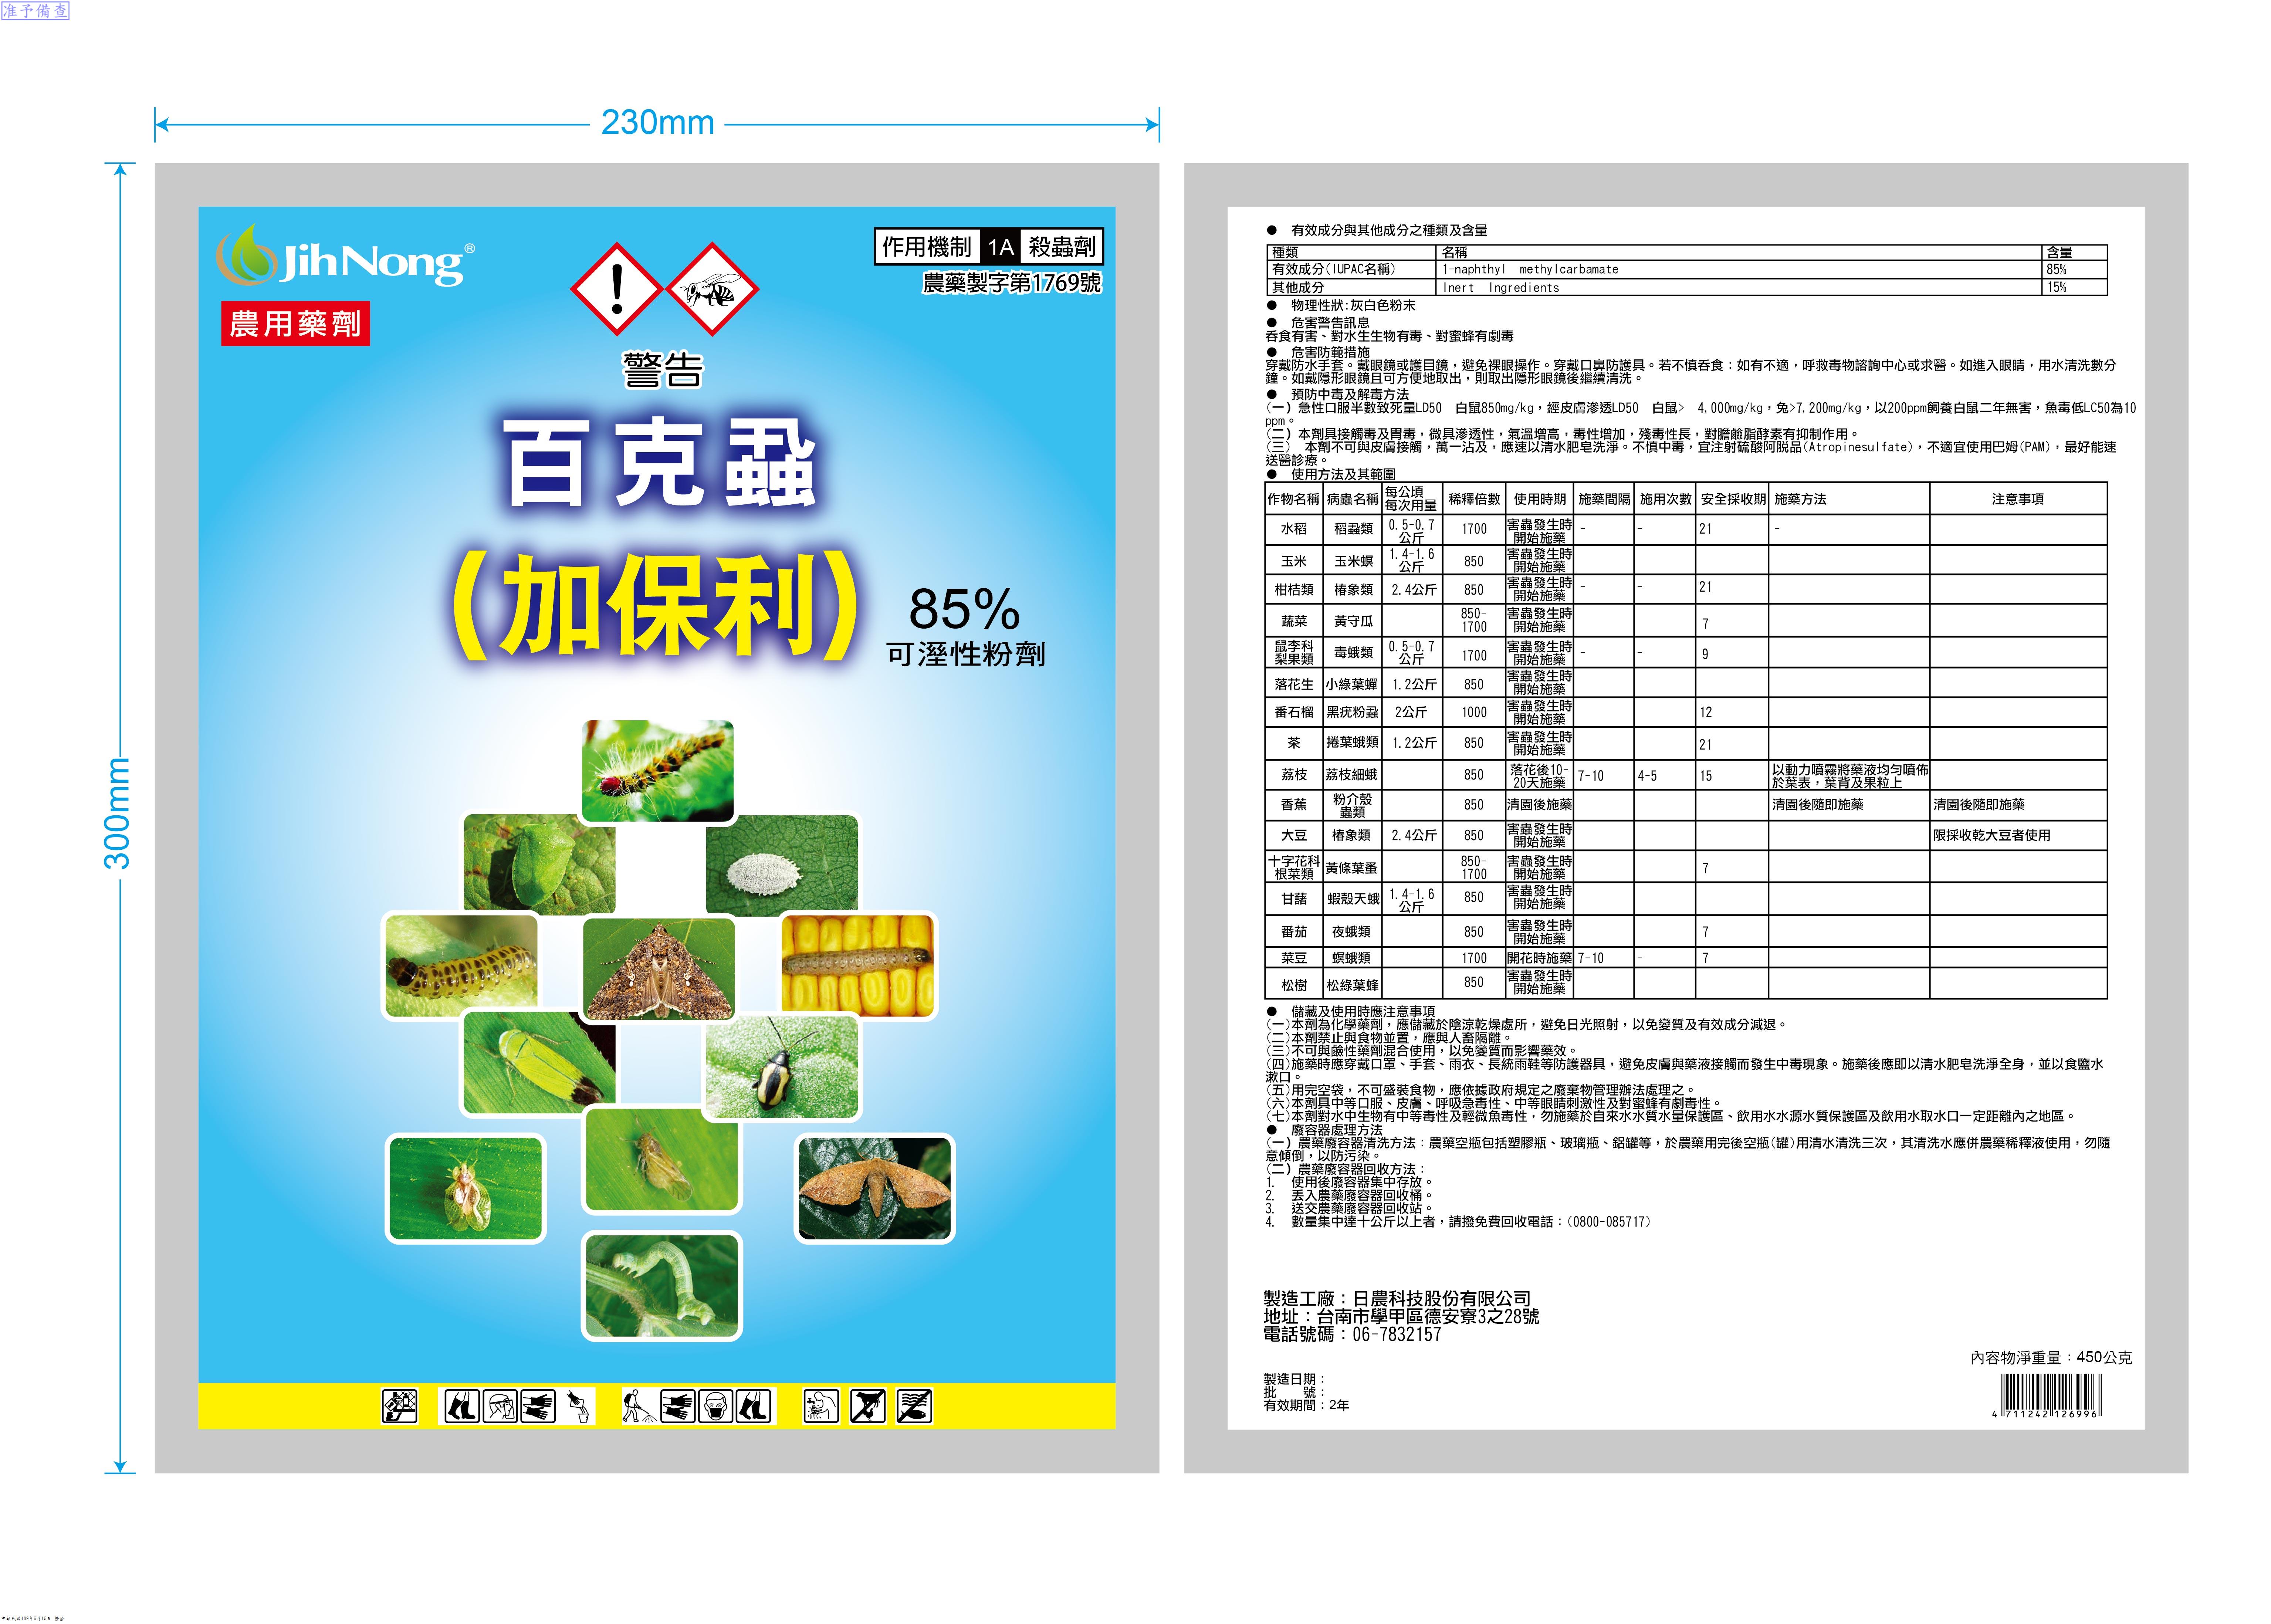 准予備查
230mm
300mm
JihNong®
農用藥劑
作用機制 1A 殺蟲劑
農藥製字第1769號
警告
百克蝨
(加保利)
85%
可溼性粉劑
● 有效成分與其他成分之種類及含量
種類 名稱 含量
有效成分(IUPAC名稱) 1-naphthyl methylcarbamate 85%
其他成分 Inert Ingredients 15%
● 物理性狀:灰白色粉末
● 危害警告訊息
吞食有害、對水生生物有毒、對蜜蜂有劇毒
● 危害防範措施
穿戴防水手套。戴眼鏡或護目鏡，避免裸眼操作。穿戴口鼻防護具。若不慎吞食：如有不適，呼救毒物諮詢中心或求醫。如進入眼睛，用水清洗數分
鐘。如戴隱形眼鏡且可方便地取出，則取出隱形眼鏡後繼續清洗。
● 預防中毒及解毒方法
(一) 急性口服半數致死量LD50 白鼠850mg/kg，經皮膚滲透LD50 白鼠> 4,000mg/kg，兔>7,200mg/kg，以200ppm飼養白鼠二年無害，魚毒低LC50為10
ppm。
(二) 本劑具接觸毒及胃毒，微具滲透性，氣溫增高，毒性增加，殘毒性長，對膽鹼脂酵素有抑制作用。
(三) 本劑不可與皮膚接觸，萬一沾及，應速以清水肥皂洗淨。不慎中毒，宜注射硫酸阿脫品(Atropinesulfate)，不適宜使用巴姆(PAM)，最好能速
送醫診療。
● 使用方法及其範圍
作物名稱 病蟲名稱 每公頃每次用量 稀釋倍數 使用時期 施藥間隔 施用次數 安全採收期 施藥方法 注意事項
水稻 稻蝨類 0.5-0.7公斤 1700 害蟲發生時開始施藥 - - 21 -
玉米 玉米螟 1.4-1.6公斤 850 害蟲發生時開始施藥
柑桔類 椿象類 2.4公斤 850 害蟲發生時開始施藥 - - 21
蔬菜 黃守瓜 850-1700 害蟲發生時開始施藥 7
鼠李科梨果類 毒蛾類 0.5-0.7公斤 1700 害蟲發生時開始施藥 - - 9
落花生 小綠葉蟬 1.2公斤 850 害蟲發生時開始施藥
番石榴 黑疣粉蝨 2公斤 1000 害蟲發生時開始施藥 12
茶 捲葉蛾類 1.2公斤 850 害蟲發生時開始施藥 21
荔枝 荔枝細蛾 850 落花後10-20天施藥 7-10 4-5 15 以動力噴霧將藥液均勻噴佈於葉表，葉背及果粒上
香蕉 粉介殼蟲類 850 清園後施藥 清園後隨即施藥 清園後隨即施藥
大豆 椿象類 2.4公斤 850 害蟲發生時開始施藥 限採收乾大豆者使用
十字花科根菜類 黃條葉蚤 850-1700 害蟲發生時開始施藥 7
甘藷 蝦殼天蛾 1.4-1.6公斤 850 害蟲發生時開始施藥
番茄 夜蛾類 850 害蟲發生時開始施藥 7
菜豆 螟蛾類 1700 開花時施藥 7-10 - 7
松樹 松綠葉蜂 850 害蟲發生時開始施藥
● 儲藏及使用時應注意事項
(一)本劑為化學藥劑，應儲藏於陰涼乾燥處所，避免日光照射，以免變質及有效成分減退。
(二)本劑禁止與食物並置，應與人畜隔離。
(三)不可與鹼性藥劑混合使用，以免變質而影響藥效。
(四)施藥時應穿戴口罩、手套、雨衣、長統雨鞋等防護器具，避免皮膚與藥液接觸而發生中毒現象。施藥後應即以清水肥皂洗淨全身，並以食鹽水
漱口。
(五)用完空袋，不可盛裝食物，應依據政府規定之廢棄物管理辦法處理之。
(六)本劑具中等口服、皮膚、呼吸急毒性、中等眼睛刺激性及對蜜蜂有劇毒性。
(七)本劑對水中生物有中等毒性及輕微魚毒性，勿施藥於自來水水質水量保護區、飲用水水源水質保護區及飲用水取水口一定距離內之地區。
● 廢容器處理方法
(一) 農藥廢容器清洗方法：農藥空瓶包括塑膠瓶、玻璃瓶、鋁罐等，於農藥用完後空瓶(罐)用清水清洗三次，其清洗水應併農藥稀釋液使用，勿隨
意傾倒，以防污染。
(二) 農藥廢容器回收方法：
1. 使用後廢容器集中存放。
2. 丟入農藥廢容器回收桶。
3. 送交農藥廢容器回收站。
4. 數量集中達十公斤以上者，請撥免費回收電話：(0800-085717)
製造工廠：日農科技股份有限公司
地址：台南市學甲區德安寮3之28號
電話號碼：06-7832157
內容物淨重量：450公克
製造日期：
批 號：
有效期間：2年
4 711242 126996